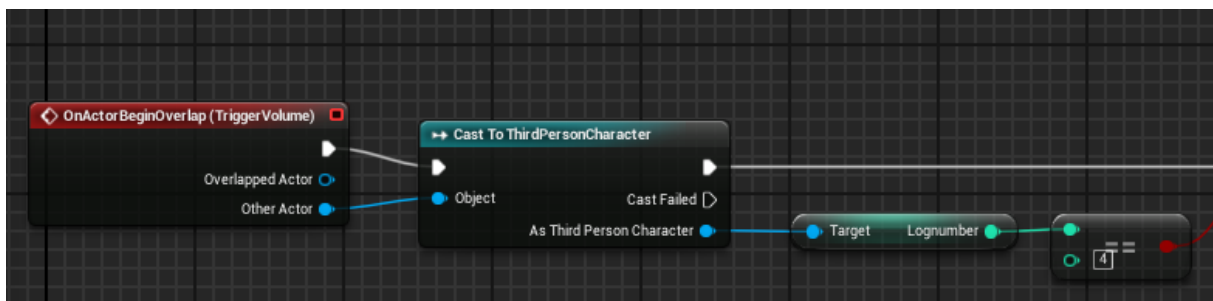 OnActorBeginOverlap (TriggerVolume)
Overlapped Actor
Other Actor
Cast To ThirdPersonCharacter
Object
Cast Failed
As Third Person Character
Target Lognumber
==
4